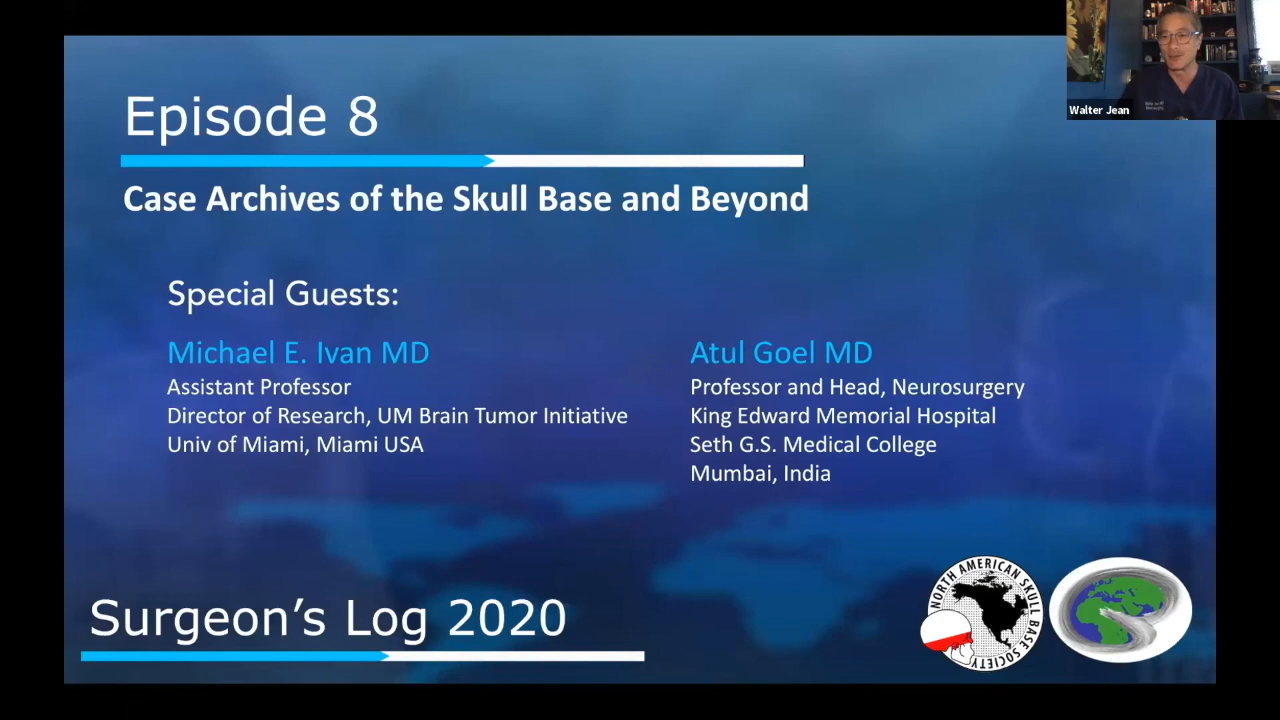 Walter Jean
Episode 8
Case Archives of the Skull Base and Beyond
Special Guests:
Michael E. Ivan MD
Assistant Professor
Director of Research, UM Brain Tumor Initiative
Univ of Miami, Miami USA
Atul Goel MD
Professor and Head, Neurosurgery
King Edward Memorial Hospital
Seth G.S. Medical College
Mumbai, India
Surgeon’s Log 2020
NORTH AMERICAN SKULL BASE SOCIETY